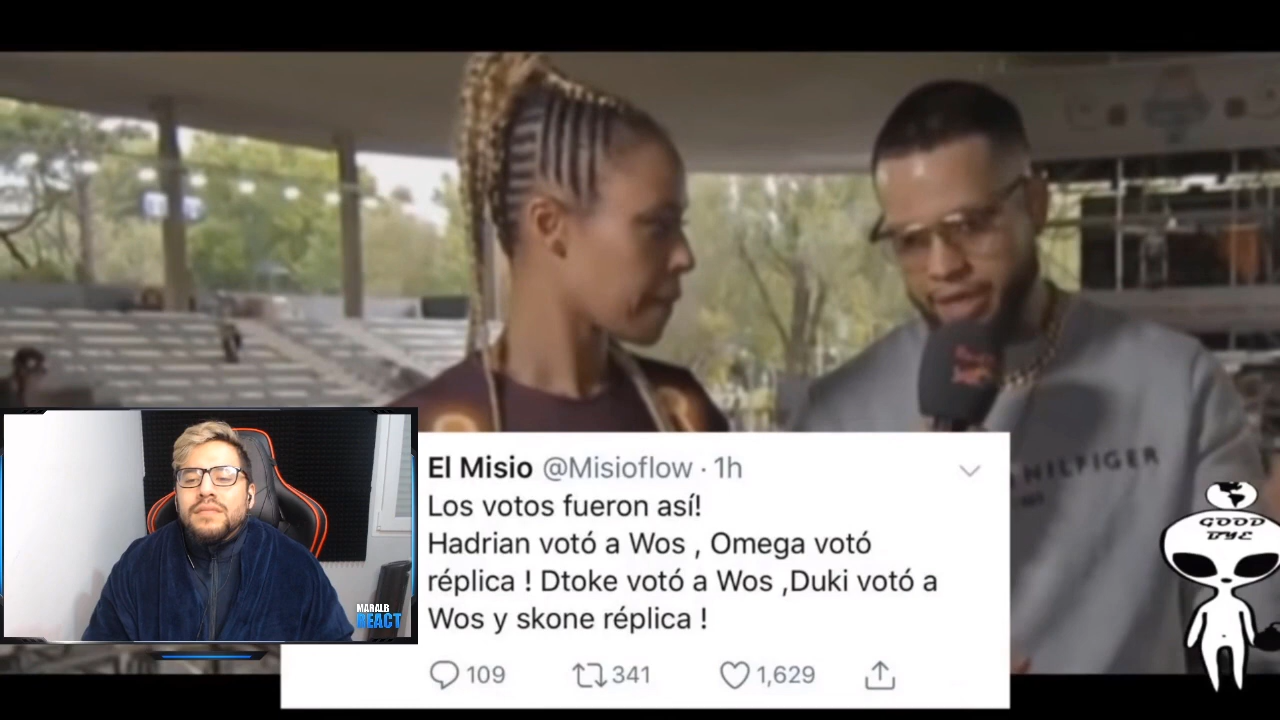 HILFIGER
El Misio @Misioflow · 1h
Los votos fueron así!
Hadrian votó a Wos , Omega votó
réplica ! Dtoke votó a Wos ,Duki votó a
Wos y skone réplica !
109 341 1,629
GOOD
BYE
MARALB
REACT